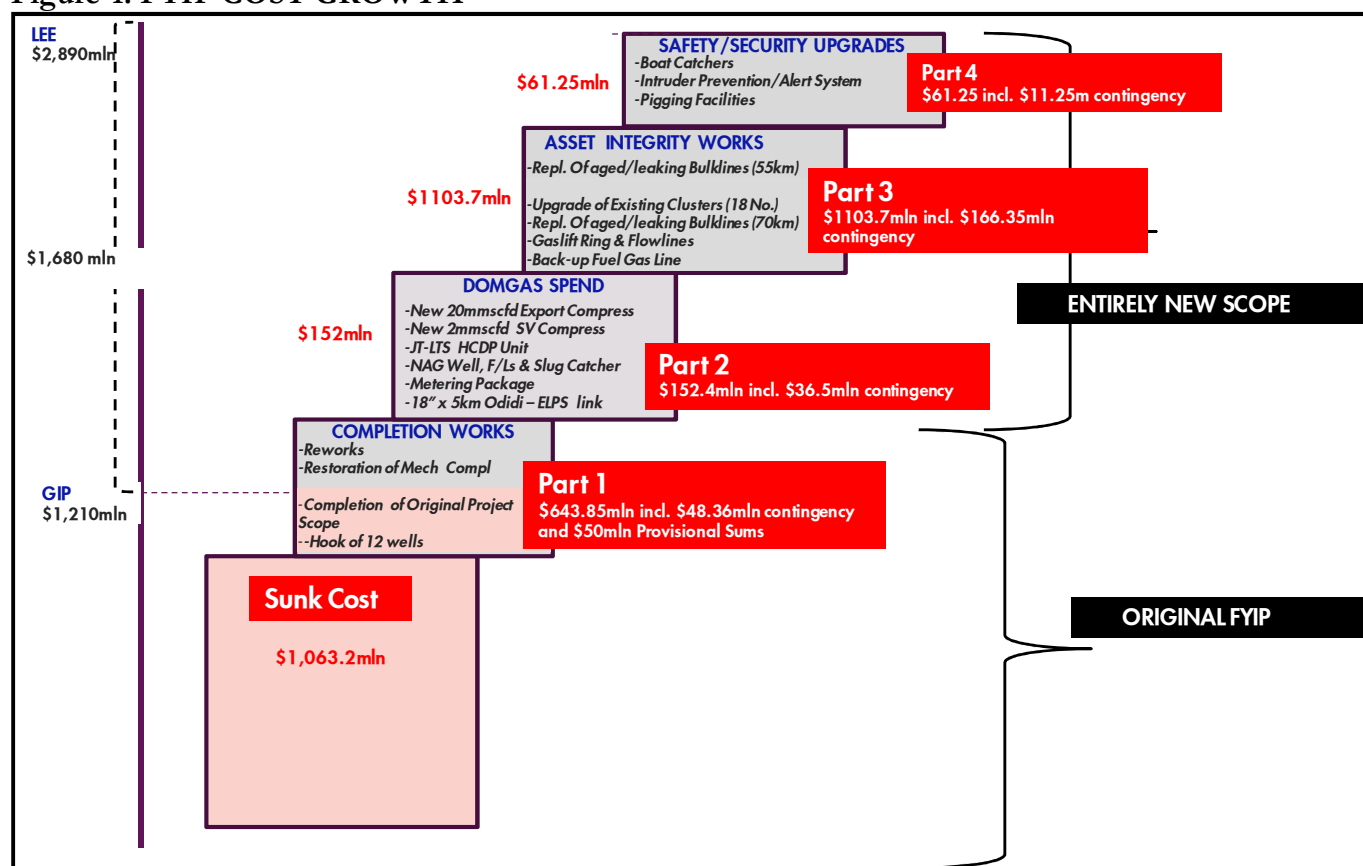 LEE
$2,890mln
$1,680 mln
GIP
$1,210mln
SAFETY/SECURITY UPGRADES
-Boat Catchers
-Intruder Prevention/Alert System
-Pigging Facilities
$61.25mln
Part 4
$61.25 incl. $11.25m contingency
ASSET INTEGRITY WORKS
-Repl. Of aged/leaking Bulklines (55km)
-Upgrade of Existing Clusters (18 No.)
-Repl. Of aged/leaking Bulklines (70km)
-Gaslift Ring & Flowlines
-Back-up Fuel Gas Line
$1103.7mln
Part 3
$1103.7mln incl. $166.35mln
contingency
ENTIRELY NEW SCOPE
DOMGAS SPEND
-New 20mmscfd Export Compress
-New 2mmscfd SV Compress
-JT-LTS HCDP Unit
-NAG Well, F/Ls & Slug Catcher
-Metering Package
-18” x 5km Odidi – ELPS link
$152mln
Part 2
$152.4mln incl. $36.5mln contingency
COMPLETION WORKS
-Reworks
-Restoration of Mech Compl
-Completion of Original Project
Scope
--Hook of 12 wells
Part 1
$643.85mln incl. $48.36mln contingency
and $50mln Provisional Sums
ORIGINAL FYIP
Sunk Cost
$1,063.2mln